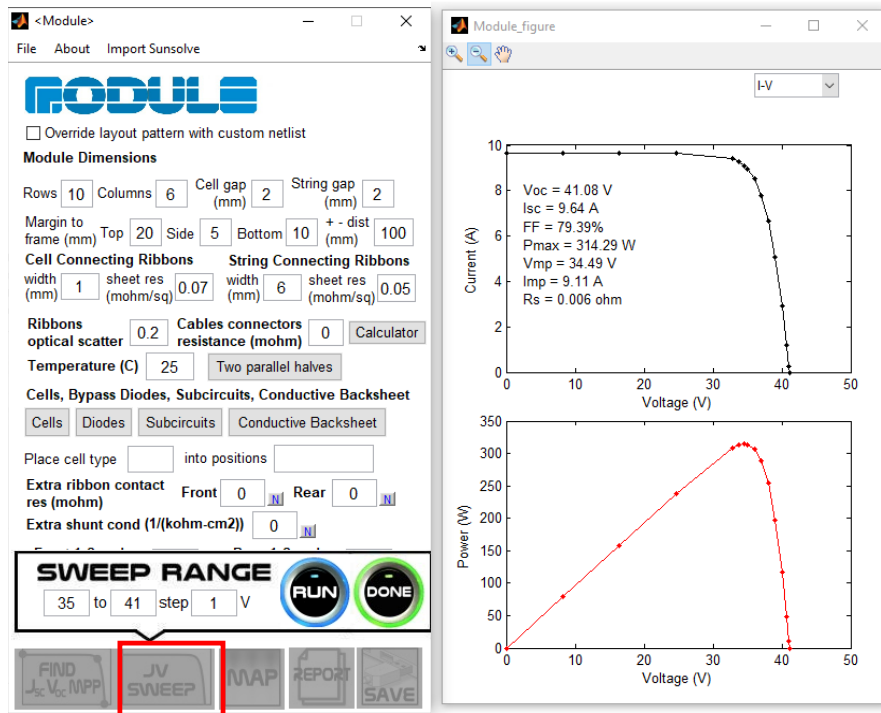 <Module>
File About Import Sunsolve
MODULE
Override layout pattern with custom netlist
Module Dimensions
Rows 10 Columns 6 Cell gap (mm) 2 String gap (mm) 2
Margin to frame (mm) Top 20 Side 5 Bottom 10 + - dist (mm) 100
Cell Connecting Ribbons String Connecting Ribbons
width (mm) 1 sheet res (mohm/sq) 0.07 width (mm) 6 sheet res (mohm/sq) 0.05
Ribbons optical scatter 0.2 Cables connectors resistance (mohm) 0 Calculator
Temperature (C) 25 Two parallel halves
Cells, Bypass Diodes, Subcircuits, Conductive Backsheet
Cells Diodes Subcircuits Conductive Backsheet
Place cell type into positions
Extra ribbon contact res (mohm) Front 0 N Rear 0 N
Extra shunt cond (1/(kohm-cm2)) 0 N
SWEEP RANGE
35 to 41 step 1 V
RUN DONE
FIND Jsc Voc MPP
JV SWEEP
MAP
REPORT
SAVE
Module_figure
I-V
10
8
6
4
2
0
Current (A)
Voc = 41.08 V
Isc = 9.64 A
FF = 79.39%
Pmax = 314.29 W
Vmp = 34.49 V
Imp = 9.11 A
Rs = 0.006 ohm
0 10 20 30 40 50
Voltage (V)
350
300
250
200
150
100
50
0
Power (W)
0 10 20 30 40 50
Voltage (V)